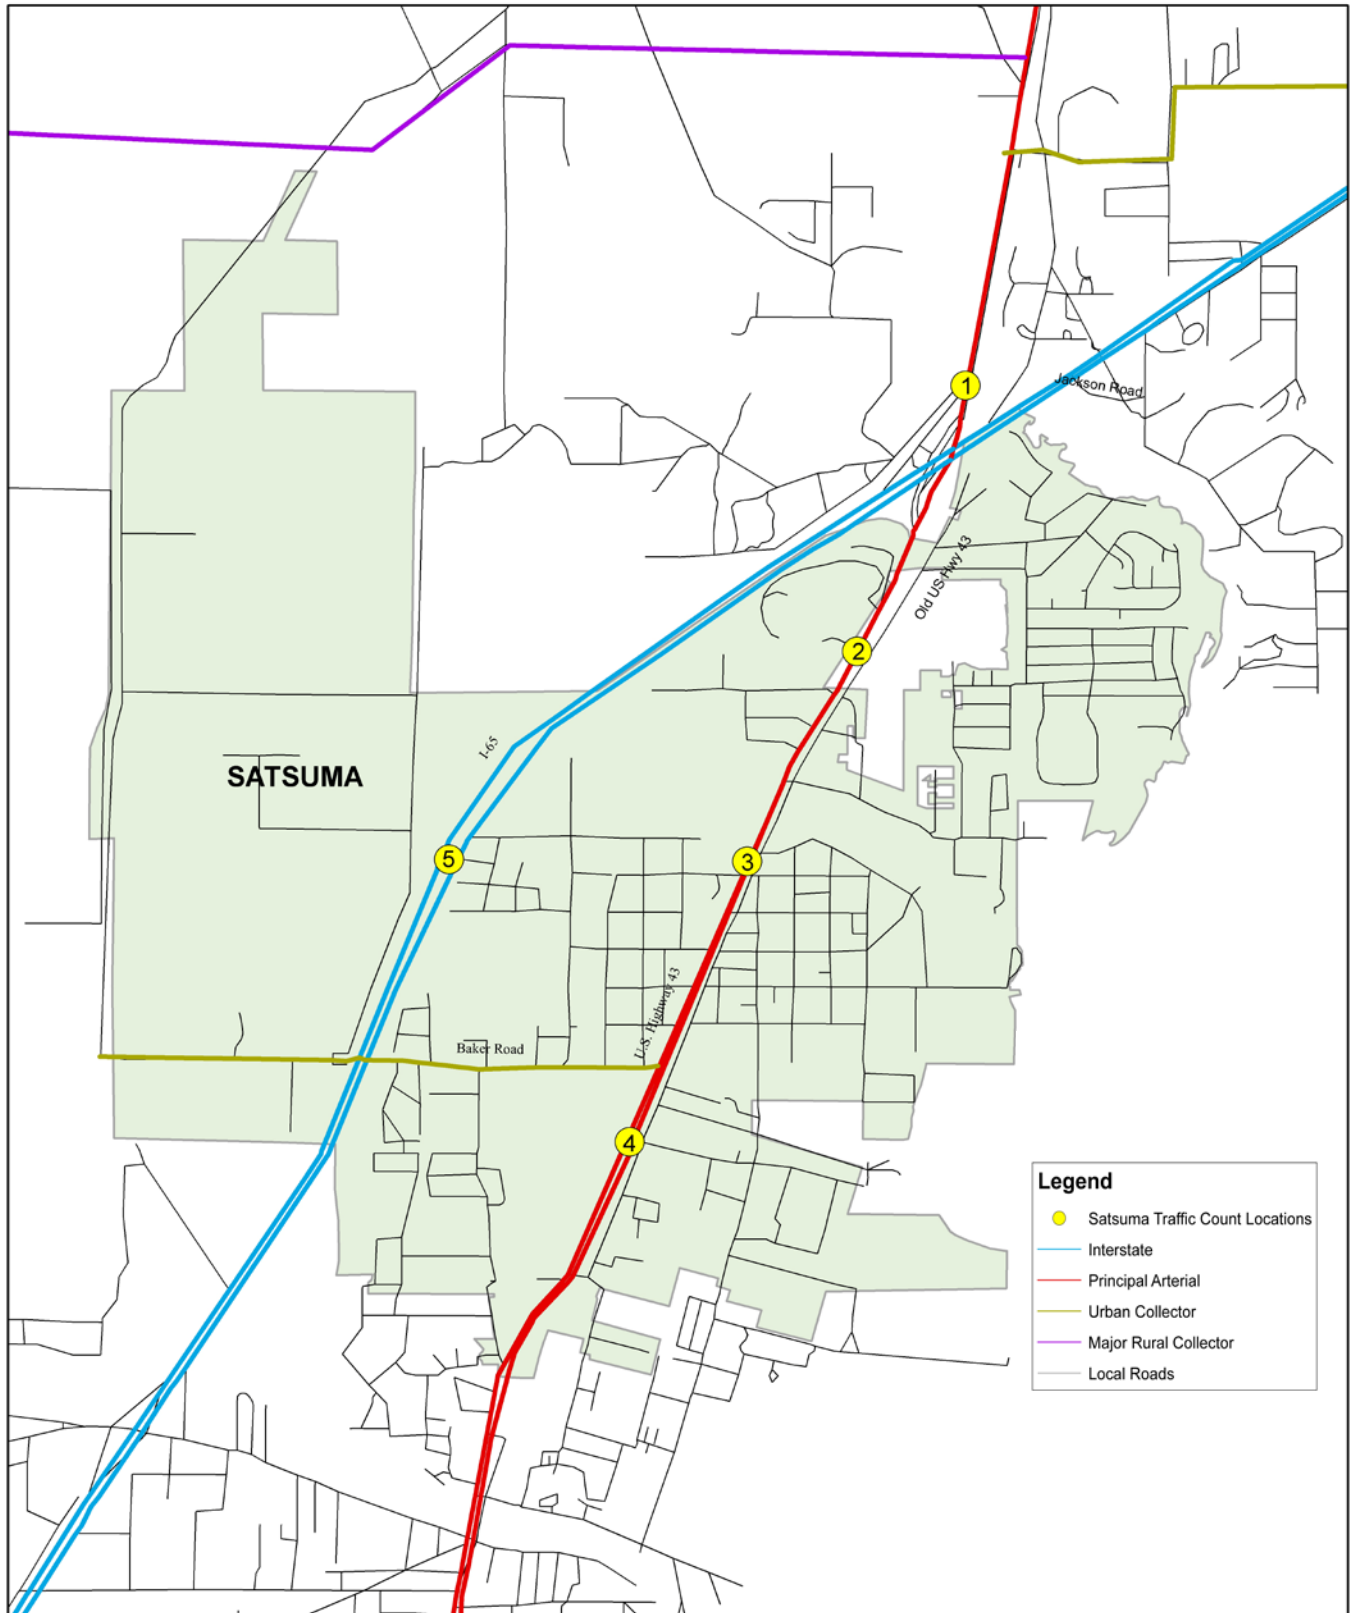 1
Jackson Road
Old US Hwy 43
2
I-65
SATSUMA
5
3
U.S. Highway 43
Baker Road
4
Legend
Satsuma Traffic Count Locations
Interstate
Principal Arterial
Urban Collector
Major Rural Collector
Local Roads